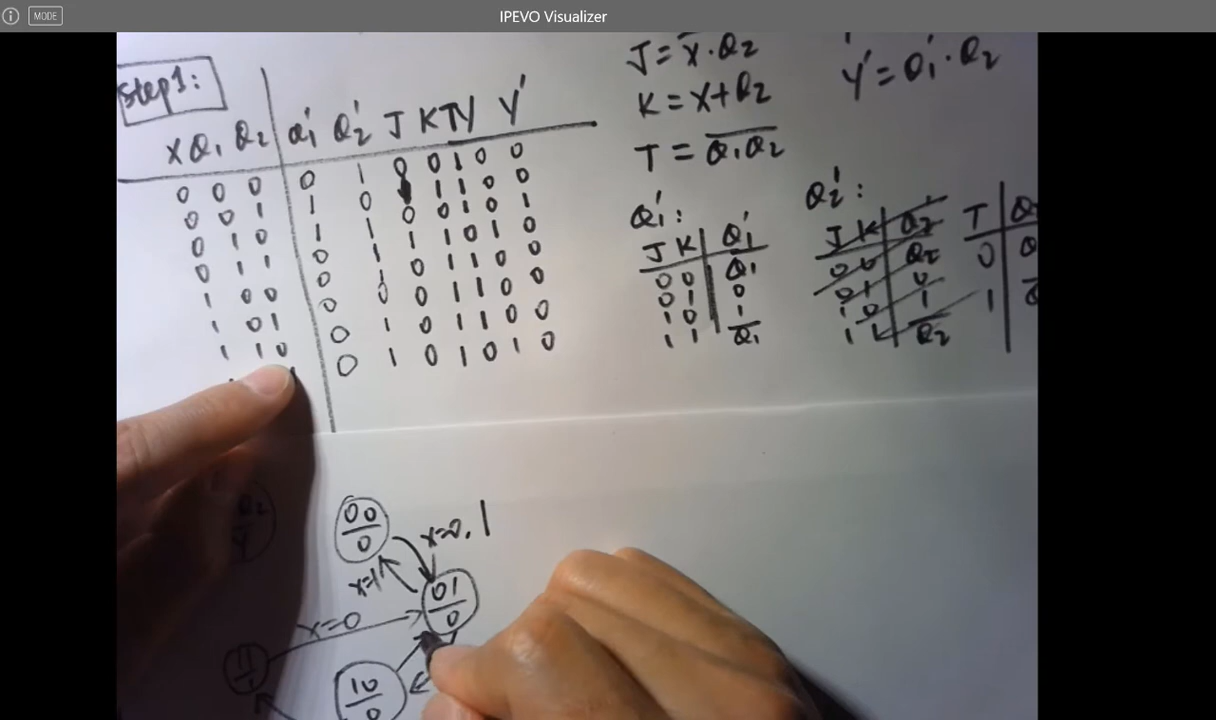 MODE
IPEVO Visualizer
Step1:
X Q₁ Q₂ Q₁' Q₂' J K T Y Y'
0 0 0 0 1 0 0 1 0 0
0 0 1 1 0 1 1 1 0 0
0 1 0 1 1 0 0 1 0 1
0 1 1 0 1 1 1 0 1 0
1 0 0 0 1 0 1 1 0 0
1 0 1 0 0 0 1 1 0 0
1 1 0 0 1 0 1 1 0 0
0 1 0 1 0 1 0
J = X̅·Q₂
K = X+Q₂
T = \overline{Q₁Q₂}
Y' = Q₁'·Q₂
Q₁':
J K Q₁'
0 0 Q₁
0 1 0
1 0 1
1 1 Q̅₁
Q₂':
J K Q₂'
0 0 Q₂
0 1 0
1 0 1
1 1 Q̅₂
T
0
1
00
0
x=0, 1
x=1
01
0
x=0
11
1
10
0